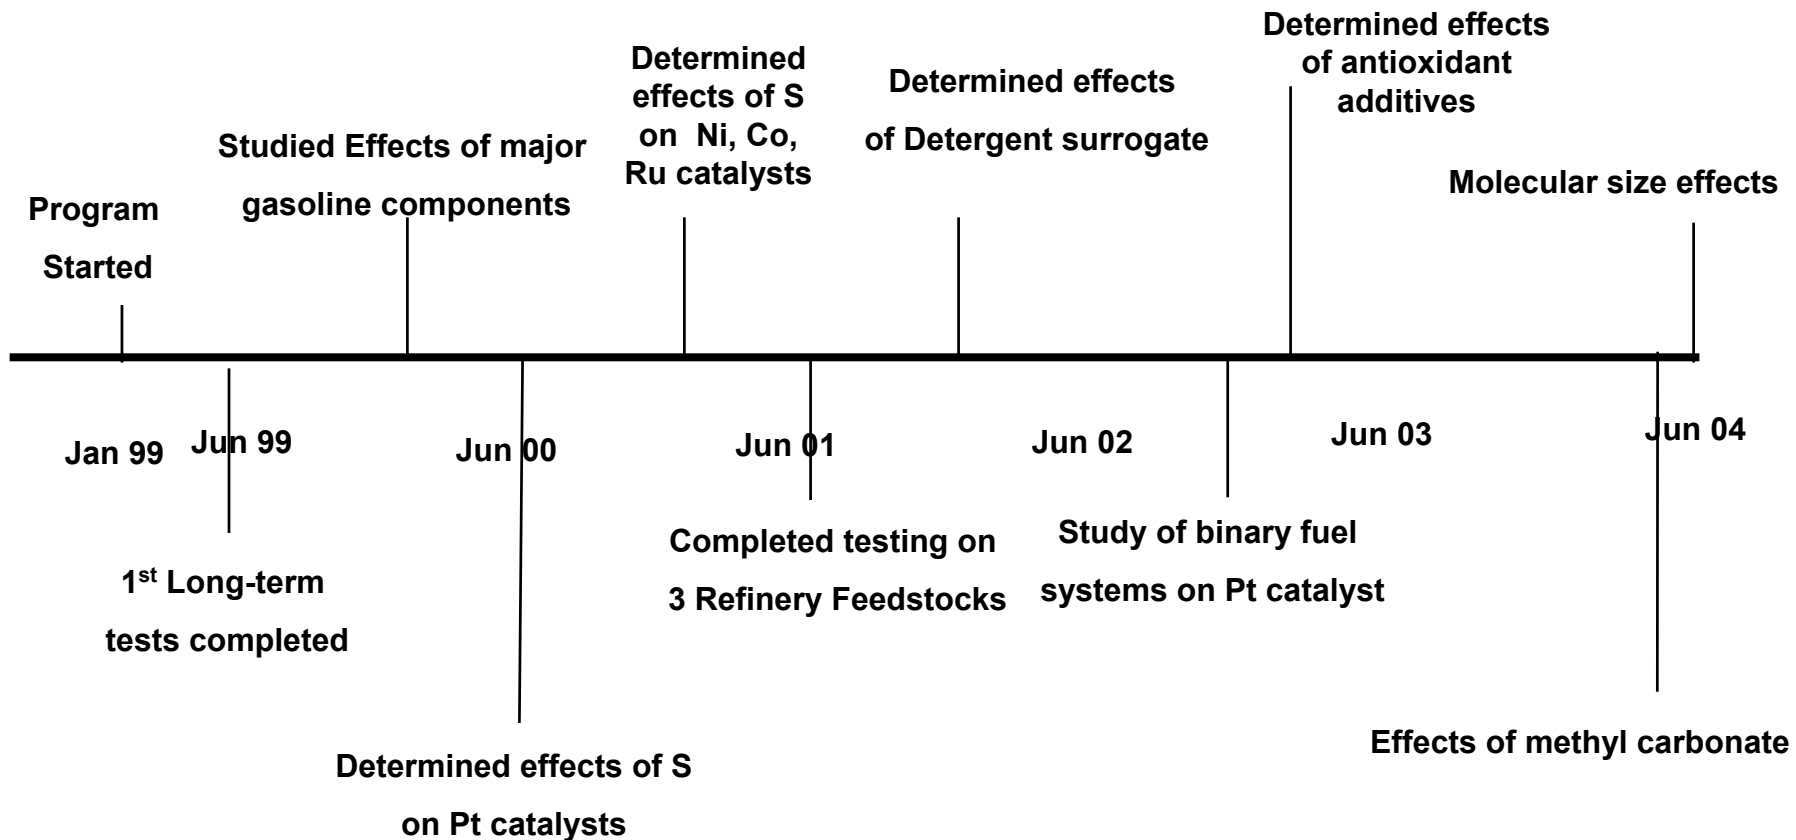 Program
Started
Studied Effects of major
gasoline components
Determined
effects of S
on Ni, Co,
Ru catalysts
Determined effects
of Detergent surrogate
Determined effects
of antioxidant
additives
Molecular size effects
Jan 99
Jun 99
Jun 00
Jun 01
Jun 02
Jun 03
Jun 04
1st Long-term
tests completed
Determined effects of S
on Pt catalysts
Completed testing on
3 Refinery Feedstocks
Study of binary fuel
systems on Pt catalyst
Effects of methyl carbonate